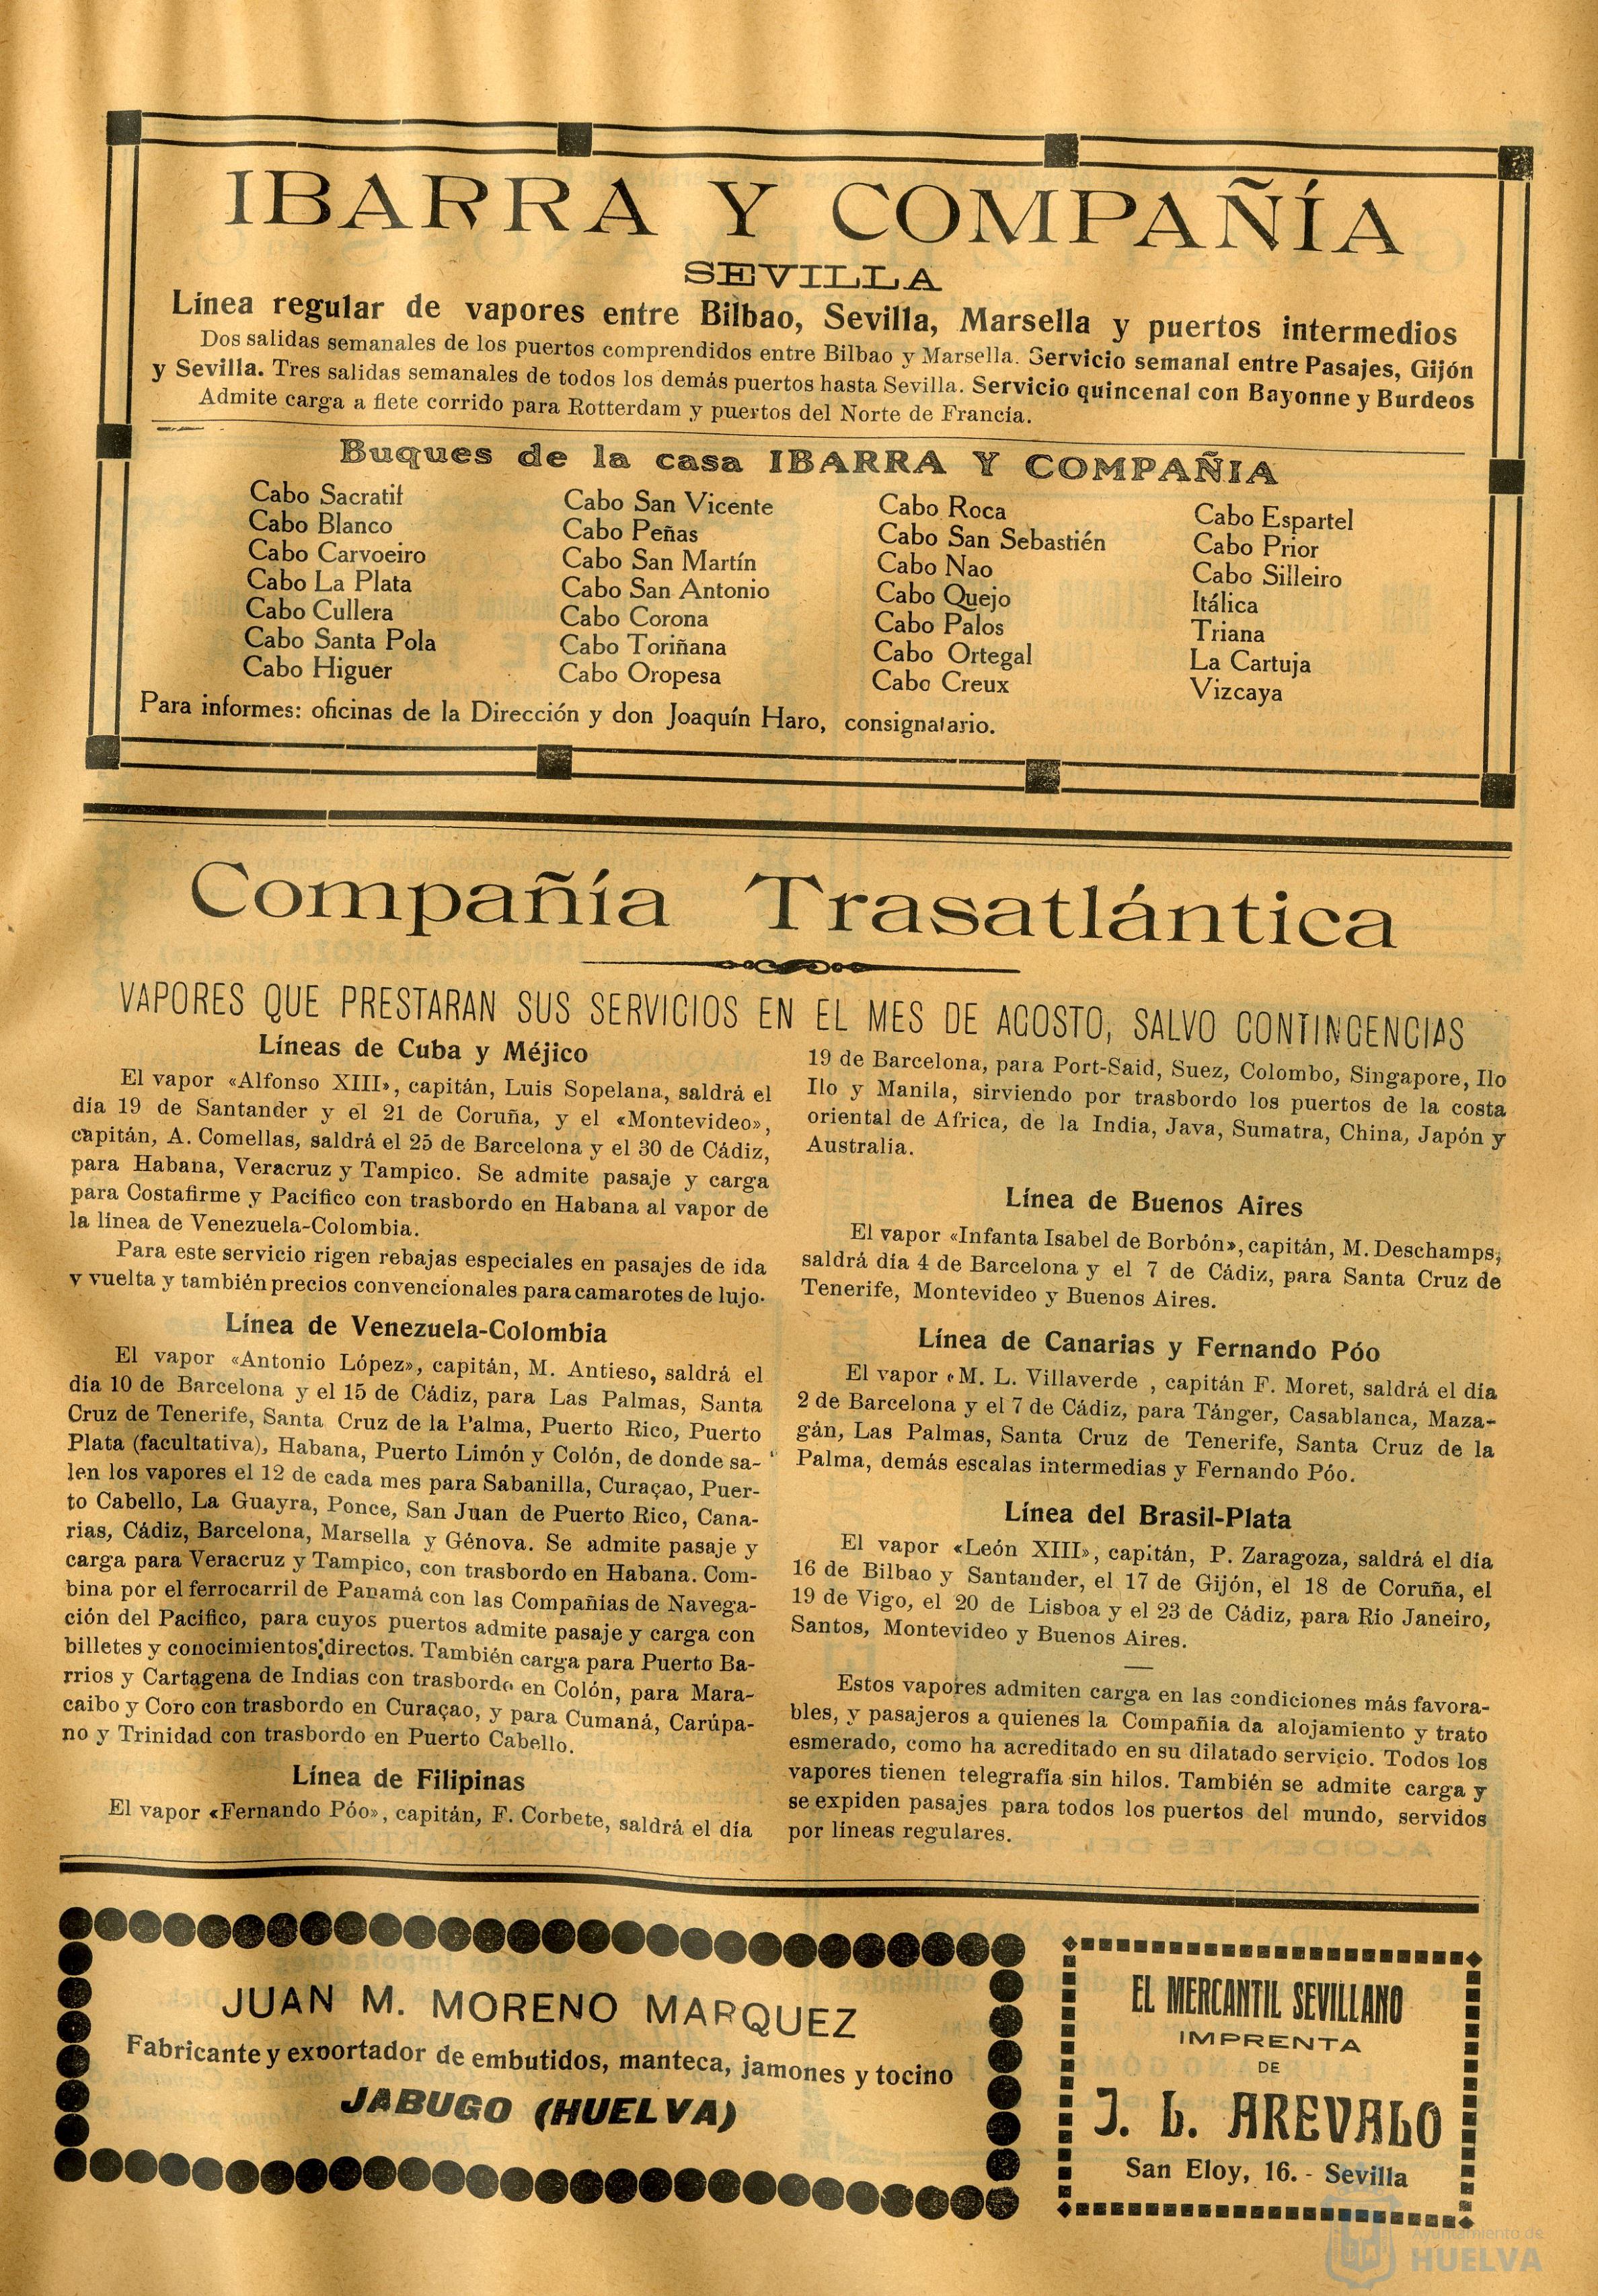 IBARRA Y COMPAÑÍA
SEVILLA
Línea regular de vapores entre Bilbao, Sevilla, Marsella y puertos intermedios
Dos salidas semanales de los puertos comprendidos entre Bilbao y Marsella. Servicio semanal entre Pasajes, Gijón
y Sevilla. Tres salidas semanales de todos los demás puertos hasta Sevilla. Servicio quincenal con Bayonne y Burdeos
Admite carga a flete corrido para Rotterdam y puertos del Norte de Francia.
Buques de la casa IBARRA Y COMPAÑIA
Cabo Sacratif
Cabo Blanco
Cabo Carvoeiro
Cabo La Plata
Cabo Cullera
Cabo Santa Pola
Cabo Higuer
Cabo San Vicente
Cabo Peñas
Cabo San Martín
Cabo San Antonio
Cabo Corona
Cabo Toriñana
Cabo Oropesa
Cabo Roca
Cabo San Sebastién
Cabo Nao
Cabo Quejo
Cabo Palos
Cabo Ortegal
Cabo Creux
Cabo Espartel
Cabo Prior
Cabo Silleiro
Itálica
Triana
La Cartuja
Vizcaya
Para informes: oficinas de la Dirección y don Joaquín Haro, consignatario.
Compañía Trasatlántica
VAPORES QUE PRESTARAN SUS SERVICIOS EN EL MES DE AGOSTO, SALVO CONTINGENCIAS
Líneas de Cuba y Méjico
El vapor «Alfonso XIII», capitán, Luis Sopelana, saldrá el
día 19 de Santander y el 21 de Coruña, y el «Montevideo»,
capitán, A. Comellas, saldrá el 25 de Barcelona y el 30 de Cádiz,
para Habana, Veracruz y Tampico. Se admite pasaje y carga
para Costafirme y Pacífico con trasbordo en Habana al vapor de
la línea de Venezuela-Colombia.
Para este servicio rigen rebajas especiales en pasajes de ida
y vuelta y también precios convencionales para camarotes de lujo.
Línea de Venezuela-Colombia
El vapor «Antonio López», capitán, M. Antieso, saldrá el
día 10 de Barcelona y el 15 de Cádiz, para Las Palmas, Santa
Cruz de Tenerife, Santa Cruz de la Palma, Puerto Rico, Puerto
Plata (facultativa), Habana, Puerto Limón y Colón, de donde sa-
len los vapores el 12 de cada mes para Sabanilla, Curaçao, Puer-
to Cabello, La Guayra, Ponce, San Juan de Puerto Rico, Cana-
rias, Cádiz, Barcelona, Marsella y Génova. Se admite pasaje y
carga para Veracruz y Tampico, con trasbordo en Habana. Com-
bina por el ferrocarril de Panamá con las Compañías de Navega-
ción del Pacífico, para cuyos puertos admite pasaje y carga con
billetes y conocimientos directos. También carga para Puerto Ba-
rrios y Cartagena de Indias con trasbordo en Colón, para Mara-
caibo y Coro con trasbordo en Curaçao, y para Cumaná, Carúpa-
no y Trinidad con trasbordo en Puerto Cabello.
Línea de Filipinas
El vapor «Fernando Póo», capitán, F. Corbete, saldrá el día
19 de Barcelona, para Port-Said, Suez, Colombo, Singapore, Ilo
Ilo y Manila, sirviendo por trasbordo los puertos de la costa
oriental de Africa, de la India, Java, Sumatra, China, Japón y
Australia.
Línea de Buenos Aires
El vapor «Infanta Isabel de Borbón», capitán, M. Deschamps,
saldrá día 4 de Barcelona y el 7 de Cádiz, para Santa Cruz de
Tenerife, Montevideo y Buenos Aires.
Línea de Canarias y Fernando Póo
El vapor «M. L. Villaverde , capitán F. Moret, saldrá el día
2 de Barcelona y el 7 de Cádiz, para Tánger, Casablanca, Maza-
gán, Las Palmas, Santa Cruz de Tenerife, Santa Cruz de la
Palma, demás escalas intermedias y Fernando Póo.
Línea del Brasil-Plata
El vapor «León XIII», capitán, P. Zaragoza, saldrá el día
16 de Bilbao y Santander, el 17 de Gijón, el 18 de Coruña, el
19 de Vigo, el 20 de Lisboa y el 23 de Cádiz, para Río Janeiro,
Santos, Montevideo y Buenos Aires.
Estos vapores admiten carga en las condiciones más favora-
bles, y pasajeros a quienes la Compañía da alojamiento y trato
esmerado, como ha acreditado en su dilatado servicio. Todos los
vapores tienen telegrafía sin hilos. También se admite carga y
se expiden pasajes para todos los puertos del mundo, servidos
por líneas regulares.
JUAN M. MORENO MARQUEZ
Fabricante y exportador de embutidos, manteca, jamones y tocino
JABUGO (HUELVA)
EL MERCANTIL SEVILLANO
IMPRENTA
DE
J. L. AREVALO
San Eloy, 16. - Sevilla
Ayuntamiento de
HUELVA